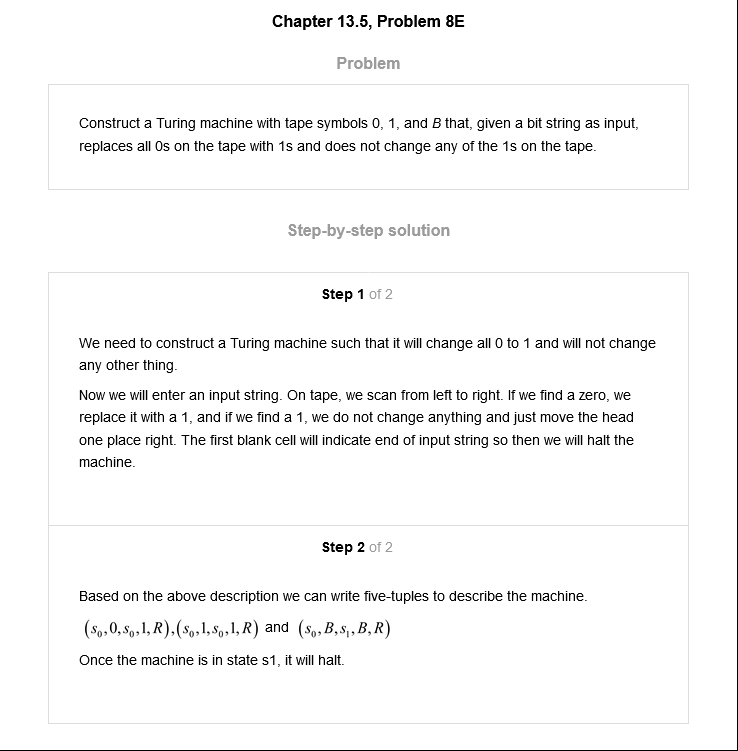 Chapter 13.5, Problem 8E
Problem
Construct a Turing machine with tape symbols 0, 1, and B that, given a bit string as input,
replaces all 0s on the tape with 1s and does not change any of the 1s on the tape.
Step-by-step solution
Step 1 of 2
We need to construct a Turing machine such that it will change all 0 to 1 and will not change
any other thing.
Now we will enter an input string. On tape, we scan from left to right. If we find a zero, we
replace it with a 1, and if we find a 1, we do not change anything and just move the head
one place right. The first blank cell will indicate end of input string so then we will halt the
machine.
Step 2 of 2
Based on the above description we can write five-tuples to describe the machine.
(s₀,0,s₀,1,R),(s₀,1,s₀,1,R) and (s₀,B,s₁,B,R)
Once the machine is in state s1, it will halt.